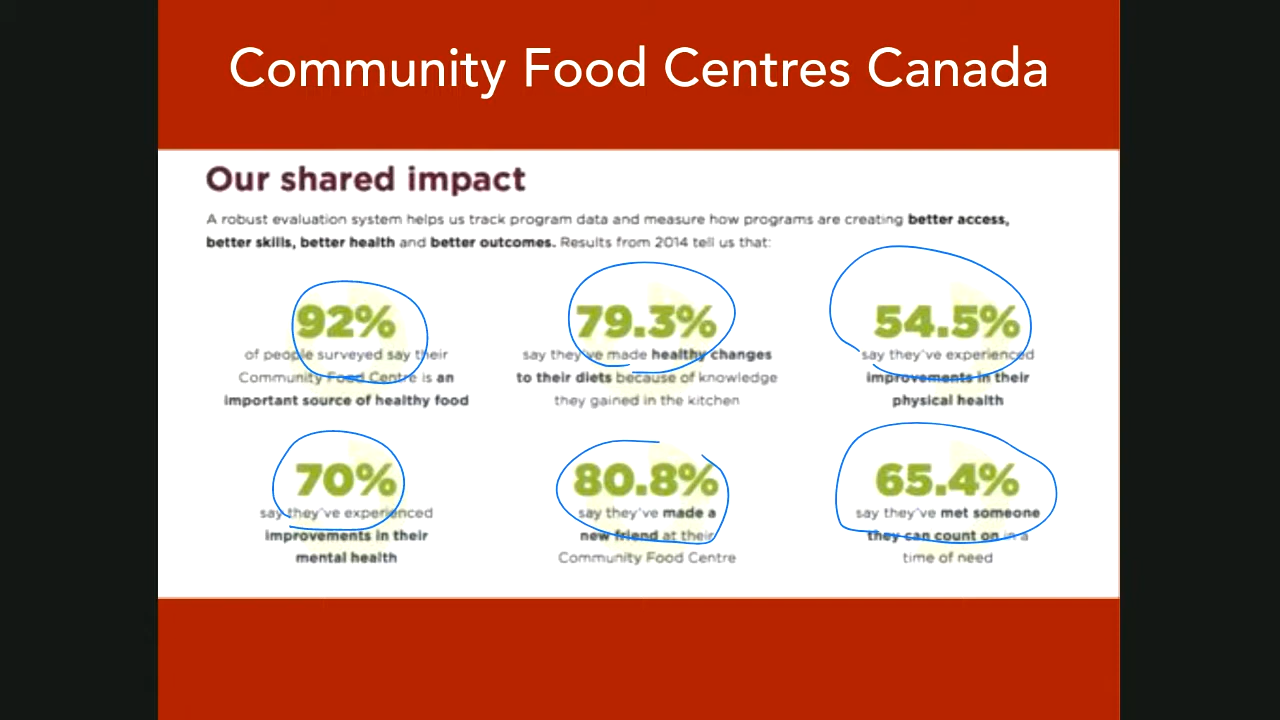 Community Food Centres Canada
Our shared impact
A robust evaluation system helps us track program data and measure how programs are creating better access,
better skills, better health and better outcomes. Results from 2014 tell us that:
92%
of people surveyed say their
Community Food Centre is an
important source of healthy food
79.3%
say they've made healthy changes
to their diets because of knowledge
they gained in the kitchen
54.5%
say they've experienced
improvements in their
physical health
70%
say they've experienced
improvements in their
mental health
80.8%
say they've made a
new friend at their
Community Food Centre
65.4%
say they've met someone
they can count on in a
time of need